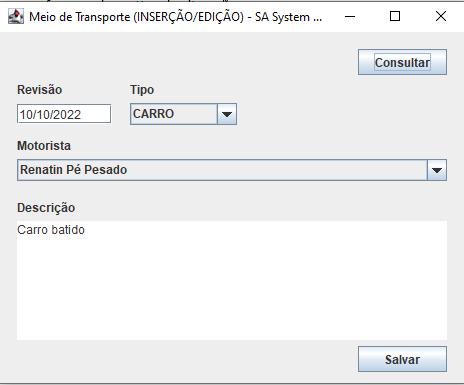 Meio de Transporte (INSERÇÃO/EDIÇÃO) - SA System ...
Consultar
Revisão Tipo
10/10/2022 CARRO
Motorista
Renatin Pé Pesado
Descrição
Carro batido
Salvar